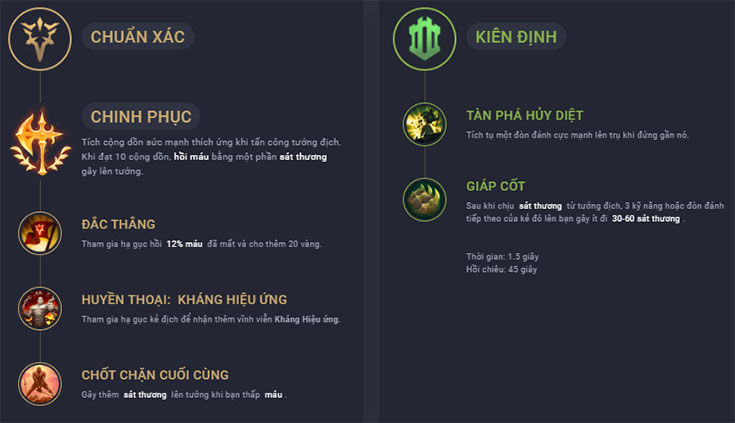 CHUẨN XÁC
CHINH PHỤC
Tích cộng dồn sức mạnh thích ứng khi tấn công tướng địch.
Khi đạt 10 cộng dồn, hồi máu bằng một phần sát thương
gây lên tướng.
ĐẮC THẮNG
Tham gia hạ gục hồi 12% máu đã mất và cho thêm 20 vàng.
HUYỀN THOẠI: KHÁNG HIỆU ỨNG
Tham gia hạ gục kẻ địch để nhận thêm vĩnh viễn Kháng Hiệu ứng.
CHỐT CHẶN CUỐI CÙNG
Gây thêm sát thương lên tướng khi bạn thấp máu .
KIÊN ĐỊNH
TÀN PHÁ HỦY DIỆT
Tích tụ một đòn đánh cực mạnh lên trụ khi đứng gần nó.
GIÁP CỐT
Sau khi chịu sát thương từ tướng địch, 3 kỹ năng hoặc đòn đánh
tiếp theo của kẻ đó lên bạn gây ít đi 30-60 sát thương .
Thời gian: 1.5 giây
Hồi chiêu: 45 giây